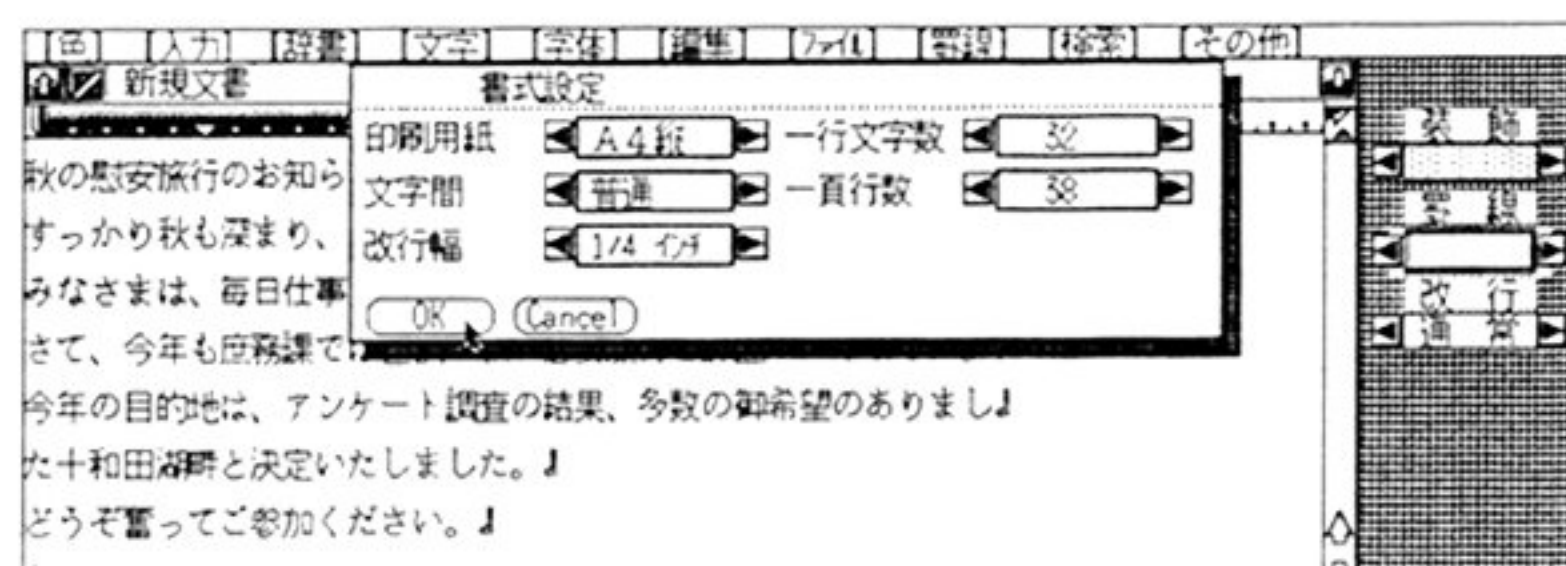 色 入力 辞書 文字 字体 編集 ファイル 罫線 検索 その他
新規文書
書式設定
印刷用紙 A4縦 一行文字数 32
文字間 普通 一頁行数 38
改行幅 1/4 インチ
OK Cancel
秋の慰安旅行のお知ら
すっかり秋も深まり、
みなさまは、毎日仕事
さて、今年も庶務課で
今年の目的地は、アンケート調査の結果、多数の御希望のありまし
た十和田湖畔と決定いたしました。
どうぞ奮ってご参加ください。
装飾
罫線
改行
通常